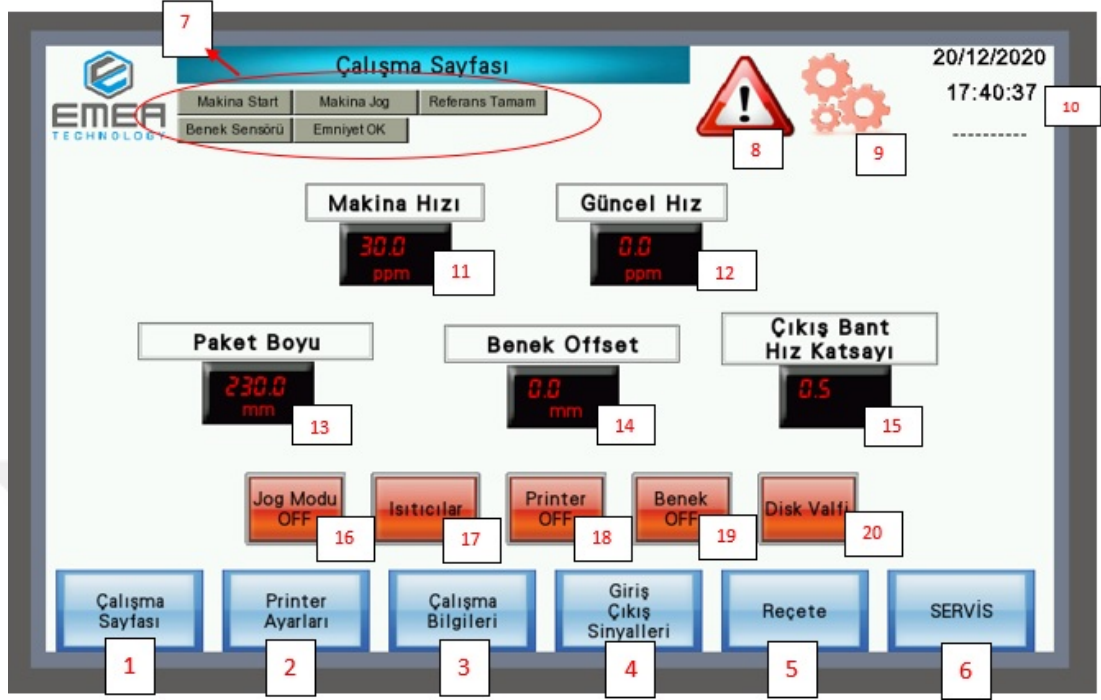 7
Çalışma Sayfası
20/12/2020
17:40:37
10
----------
EMEA
TECHNOLOGY
Makina Start
Makina Jog
Referans Tamam
Benek Sensörü
Emniyet OK
8
9
Makina Hızı
30.0
ppm
11
Güncel Hız
0.0
ppm
12
Paket Boyu
230.0
mm
13
Benek Offset
0.0
mm
14
Çıkış Bant
Hız Katsayı
0.5
15
Jog Modu
OFF
16
Isıtıcılar
17
Printer
OFF
18
Benek
OFF
19
Disk Valfi
20
Çalışma
Sayfası
1
Printer
Ayarları
2
Çalışma
Bilgileri
3
Giriş
Çıkış
Sinyalleri
4
Reçete
5
SERVİS
6